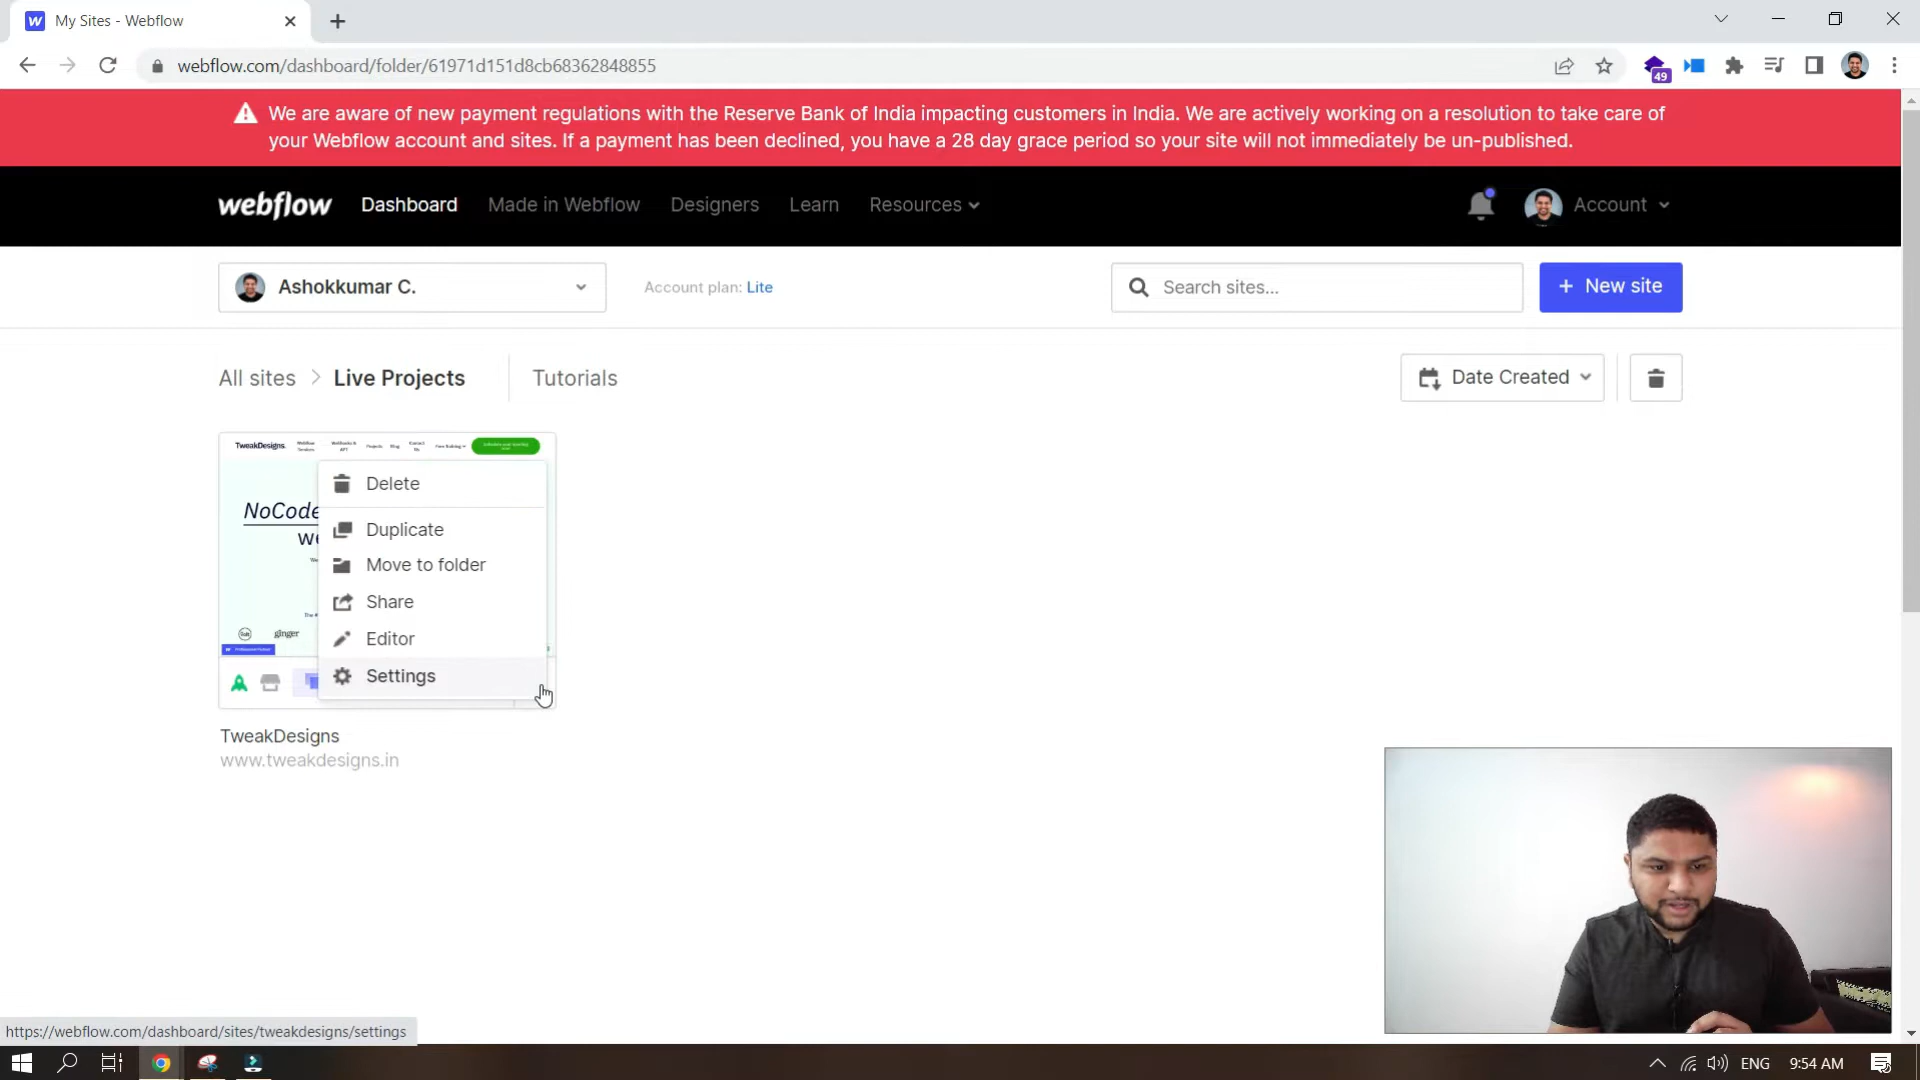 My Sites - Webflow
webflow.com/dashboard/folder/61971d151d8cb68362848855
49
We are aware of new payment regulations with the Reserve Bank of India impacting customers in India. We are actively working on a resolution to take care of
your Webflow account and sites. If a payment has been declined, you have a 28 day grace period so your site will not immediately be un-published.
webflow Dashboard Made in Webflow Designers Learn Resources Account
Ashokkumar C. Account plan: Lite Search sites... + New site
All sites > Live Projects Tutorials Date Created
TweakDesigns.
Delete
NoCode
Duplicate
Move to folder
Share
ginger
Editor
Settings
TweakDesigns
www.tweakdesigns.in
https://webflow.com/dashboard/sites/tweakdesigns/settings
ENG 9:54 AM